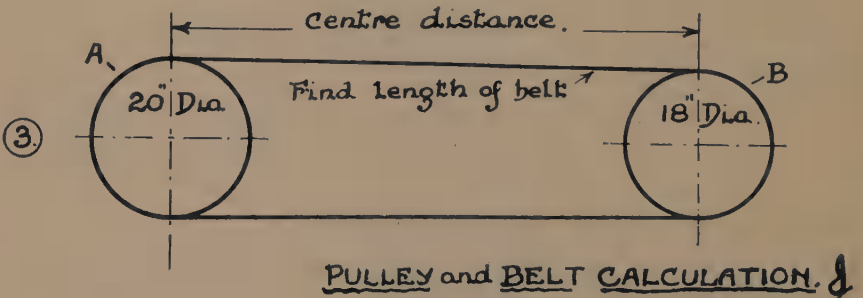 Centre distance.
A
B
20" Dia
Find Length of belt
18" Dia.
3.
PULLEY and BELT CALCULATION.